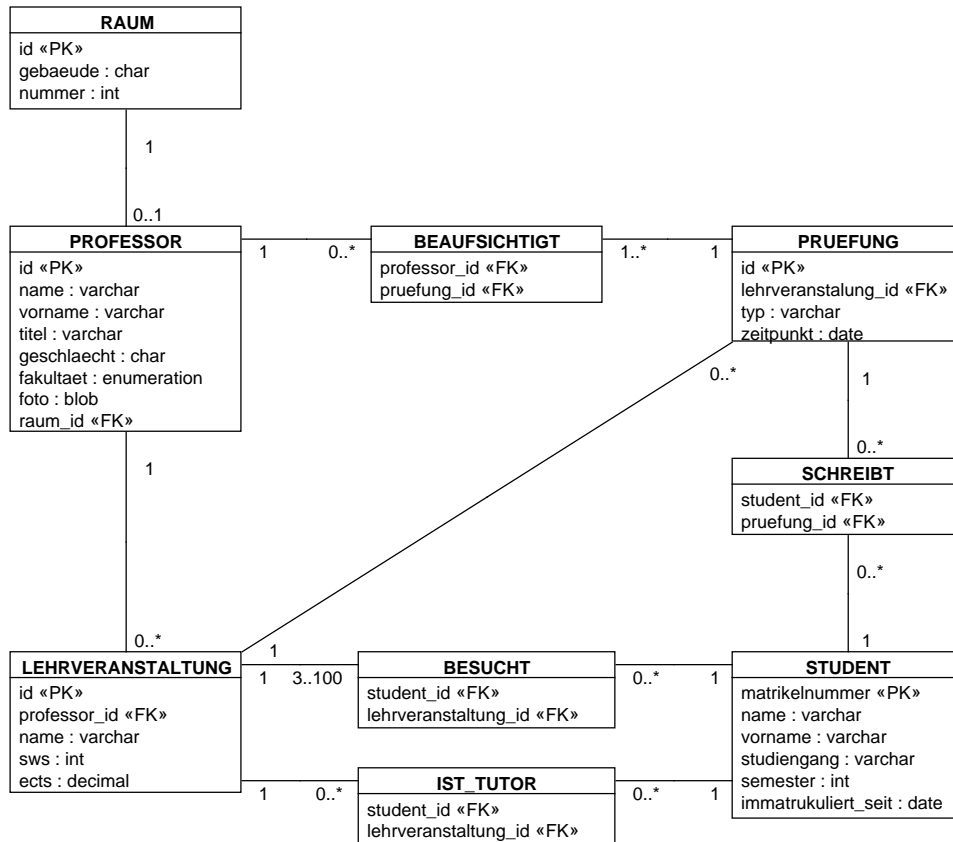 RAUM
id «PK»
gebaeude : char
nummer : int
1
0..1
PROFESSOR
id «PK»
name : varchar
vorname : varchar
titel : varchar
geschlaecht : char
fakultaet : enumeration
foto : blob
raum_id «FK»
1
0..*
BEAUFSICHTIGT
professor_id «FK»
pruefung_id «FK»
1..*
1
PRUEFUNG
id «PK»
lehrveranstalung_id «FK»
typ : varchar
zeitpunkt : date
0..*
1
0..*
SCHREIBT
student_id «FK»
pruefung_id «FK»
0..*
1
1
0..*
1
LEHRVERANSTALTUNG
id «PK»
professor_id «FK»
name : varchar
sws : int
ects : decimal
1
3..100
BESUCHT
student_id «FK»
lehrveranstaltung_id «FK»
0..*
1
STUDENT
matrikelnummer «PK»
name : varchar
vorname : varchar
studiengang : varchar
semester : int
immatrukuliert_seit : date
1
0..*
IST_TUTOR
student_id «FK»
lehrveranstaltung_id «FK»
0..*
1